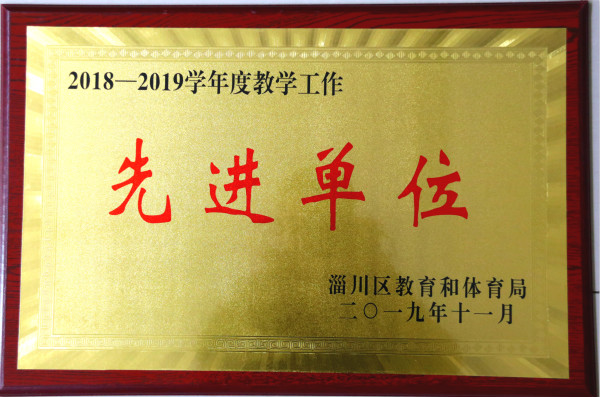 2018—2019学年度教学工作
先进单位
淄川区教育和体育局
二〇一九年十一月